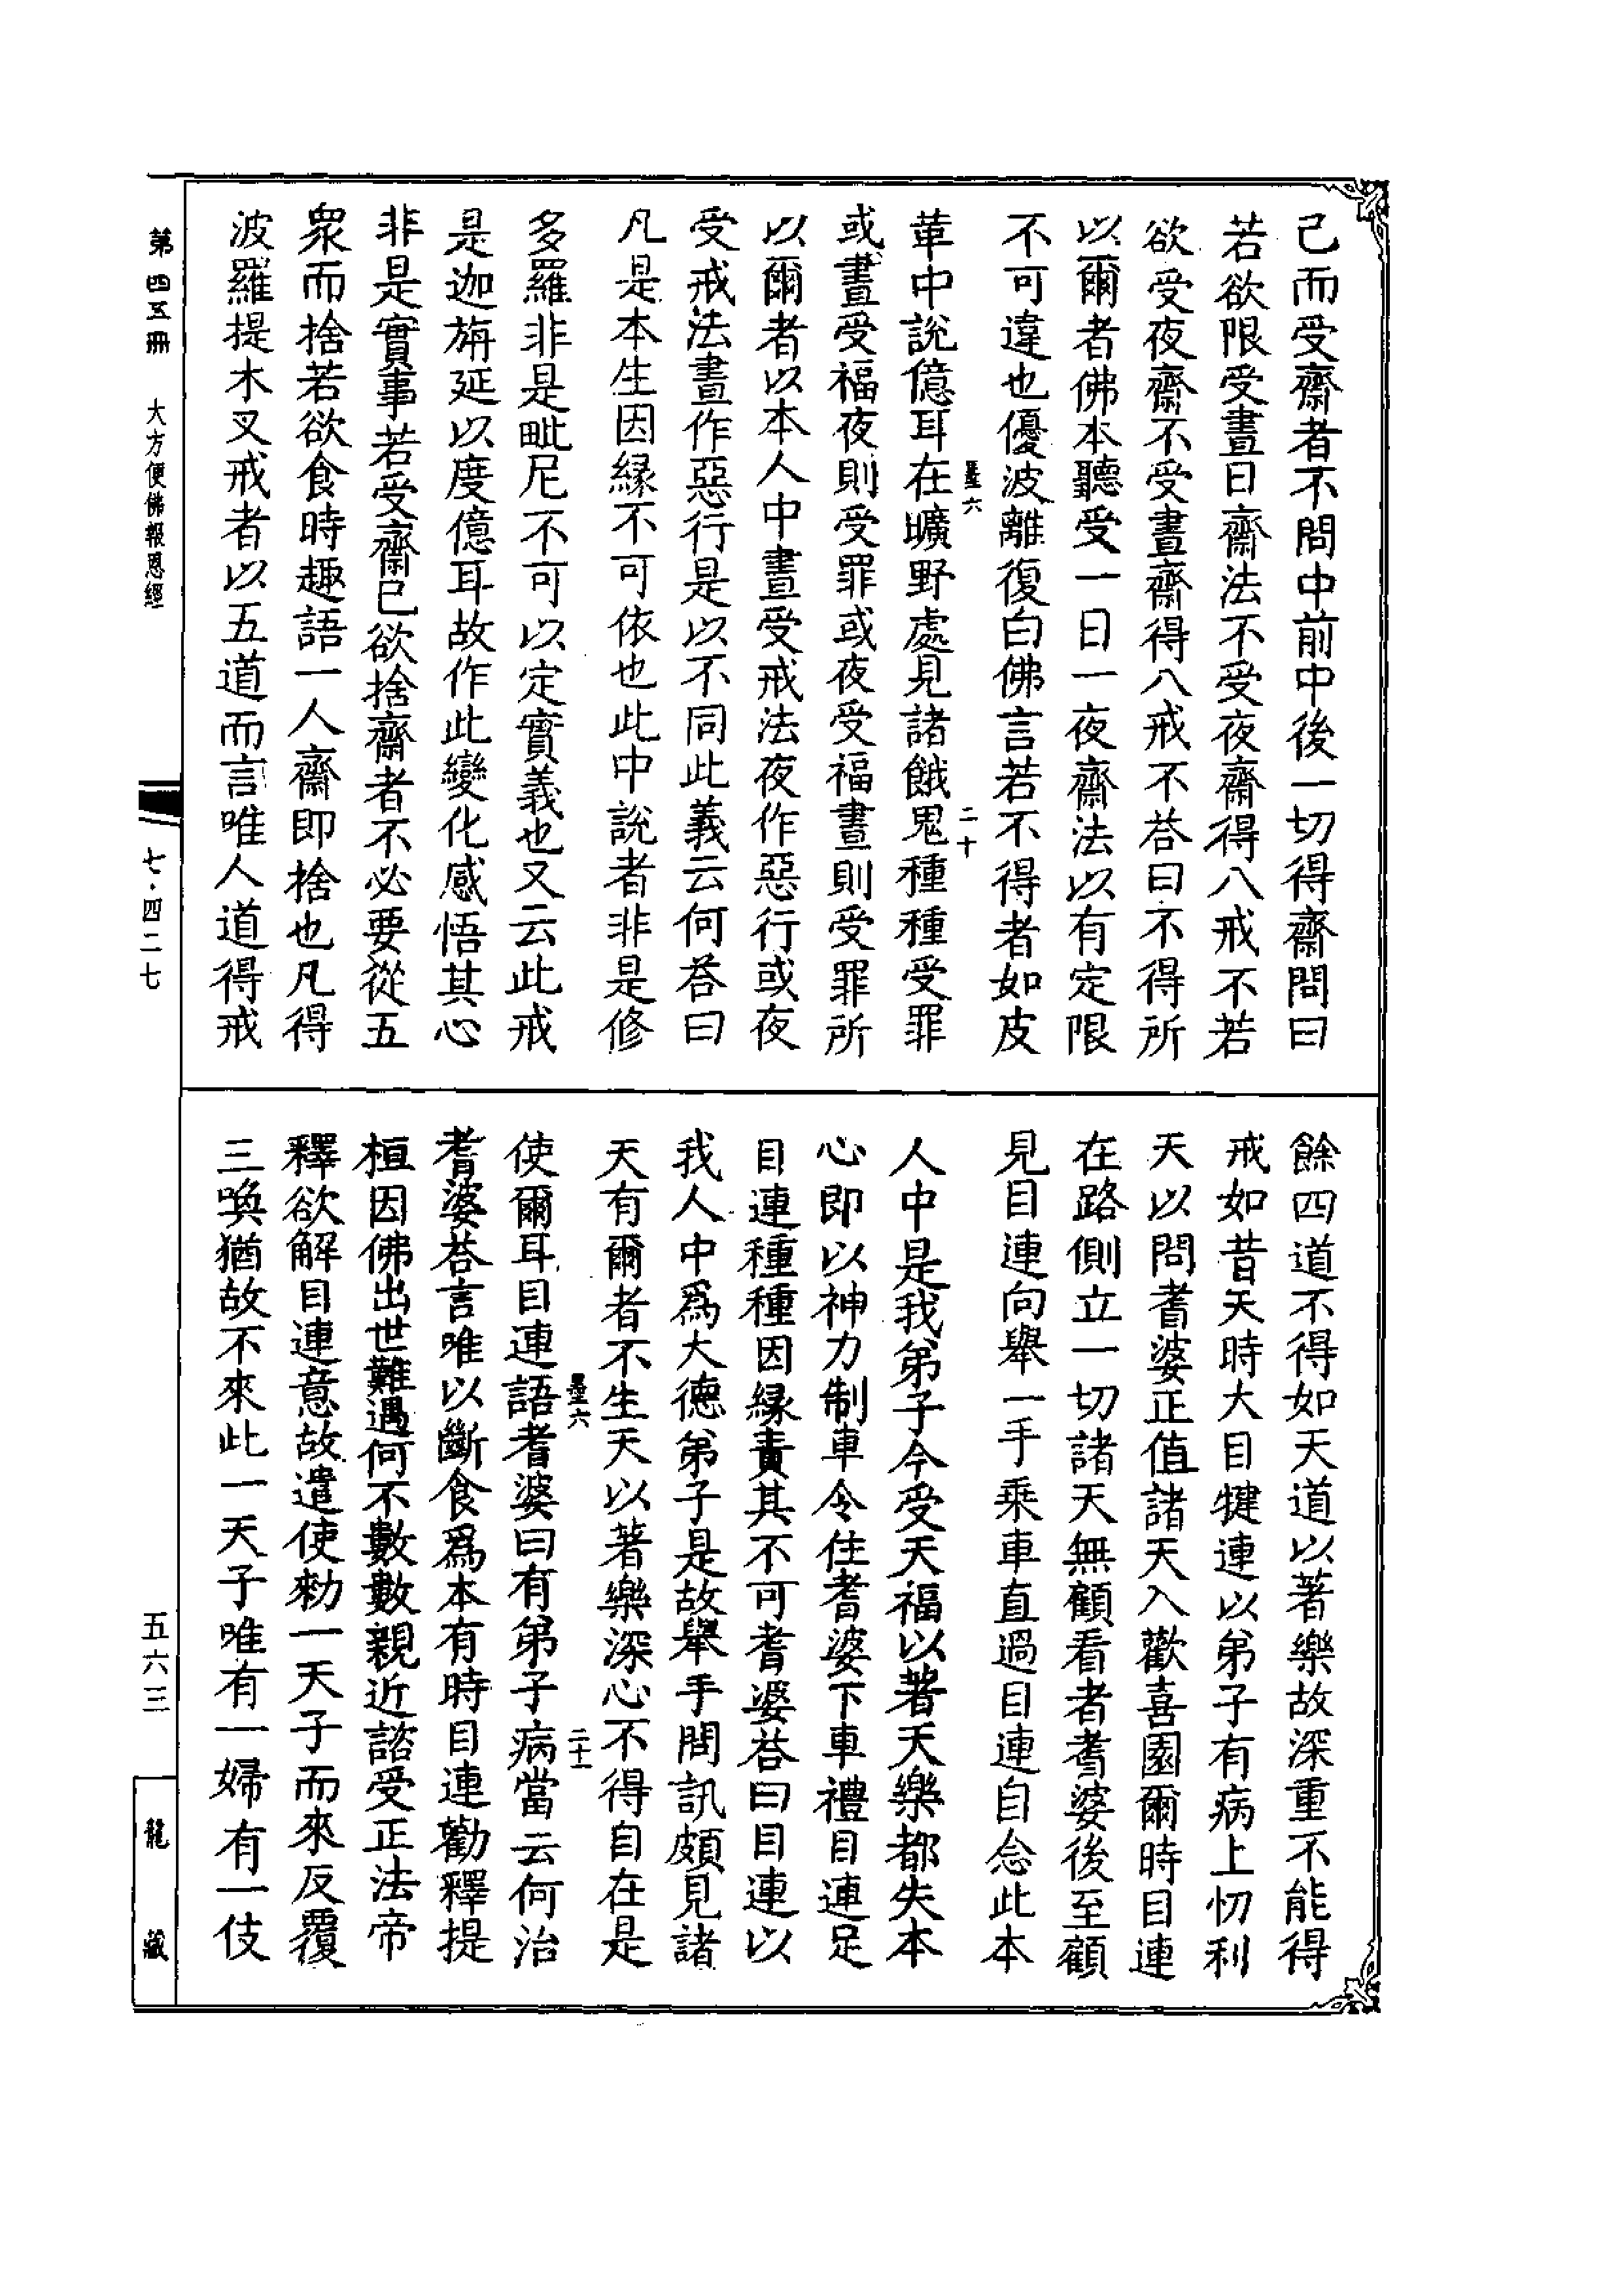 己而受齋者不問中前中後一切得齋問曰
若欲限受晝日齋法不受夜齋得八戒不若
欲受夜齋不受晝齋得八戒不荅曰不得所
以爾者佛本聽受一日一夜齋法以有定限
不可違也優波離復白佛言若不得者如皮
革中說億耳在曠野處見諸餓鬼種種受罪
或晝受福夜則受罪或夜受福晝則受罪所
以爾者以本人中晝受戒法夜作惡行或夜
受戒法晝作惡行是以不同此義云何荅曰
凡是本生因緣不可依也此中說者非是修
多羅非是毗尼不可以定實義也又云此戒
是迦旃延以度億耳故作此變化感悟其心
非是實事若受齋已欲捨齋者不必要從五
眾而捨若欲食時趣語一人齋即捨也凡得
波羅提木叉戒者以五道而言唯人道得戒
墨六
二十
餘四道不得如天道以著樂故深重不能得
戒如昔天時大目犍連以弟子有病上忉利
天以問耆婆正值諸天入歡喜園爾時目連
在路側立一切諸天無顧看者耆婆後至顧
見目連向舉一手乘車直過目連自念此本
人中是我弟子今受天福以著天樂都失本
心即以神力制車令住耆婆下車禮目連足
目連種種因緣責其不可耆婆荅曰目連以
我人中爲大德弟子是故舉手問訊頗見諸
天有爾者不生天以著樂深心不得自在是
使爾耳目連語耆婆曰有弟子病當云何治
耆婆荅言唯以斷食爲本有時目連勸釋提
桓因佛出世難遇何不數數親近諮受正法帝
釋欲解目連意故遣使勑一天子而來反覆
三喚猶故不來此一天子唯有一婦有一伎
墨六
二十一
第四五冊 大方便佛報恩經
七·四二七
五六三
龍藏